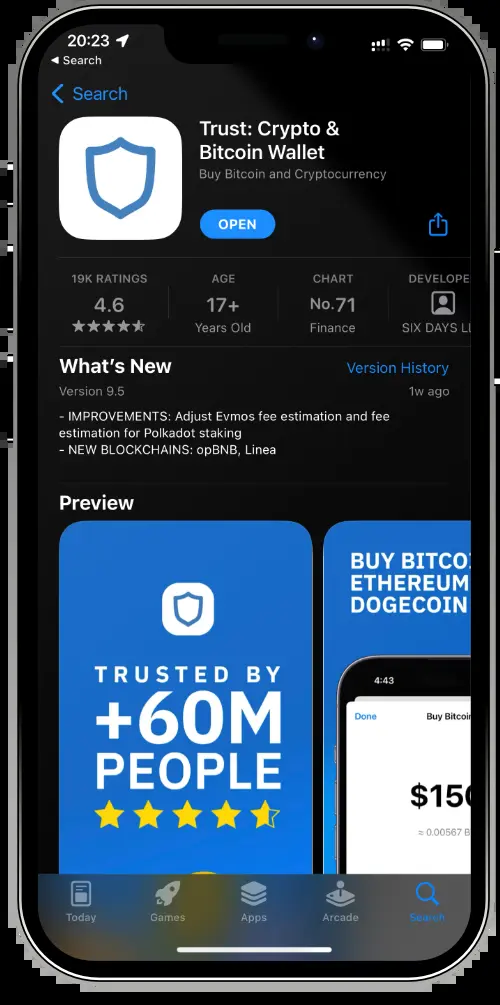 20:23
◀ Search
Search
Trust: Crypto &
Bitcoin Wallet
Buy Bitcoin and Cryptocurrency
OPEN
19K RATINGS
4.6
AGE
17+
Years Old
CHART
No.71
Finance
DEVELOPE
SIX DAYS LI
What's New
Version History
Version 9.5
1w ago
- IMPROVEMENTS: Adjust Evmos fee estimation and fee
estimation for Polkadot staking
- NEW BLOCKCHAINS: opBNB, Linea
Preview
TRUSTED BY
+60M
PEOPLE
BUY BITCO
ETHEREUM
DOGECOIN
4:43
Done
Buy Bitcoin
$150
≈ 0.00567 B
Today
Games
Apps
Arcade
Search